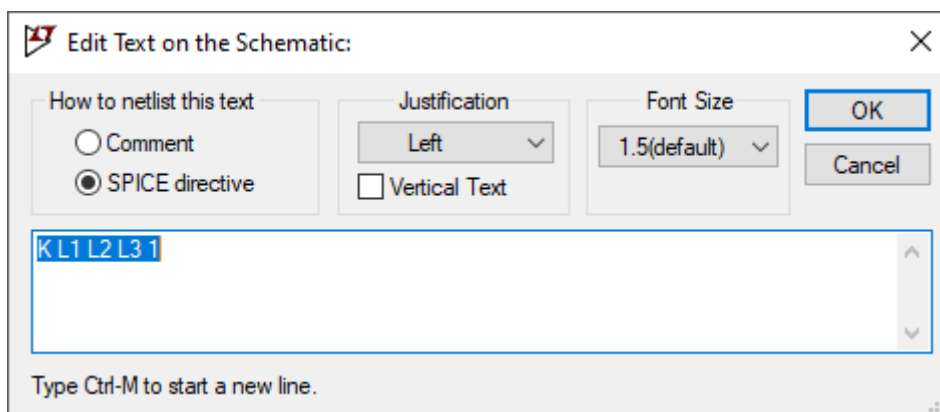 Edit Text on the Schematic:
How to netlist this text
Comment
SPICE directive
Justification
Left
Vertical Text
Font Size
1.5(default)
OK
Cancel
K L1 L2 L3 1
Type Ctrl-M to start a new line.